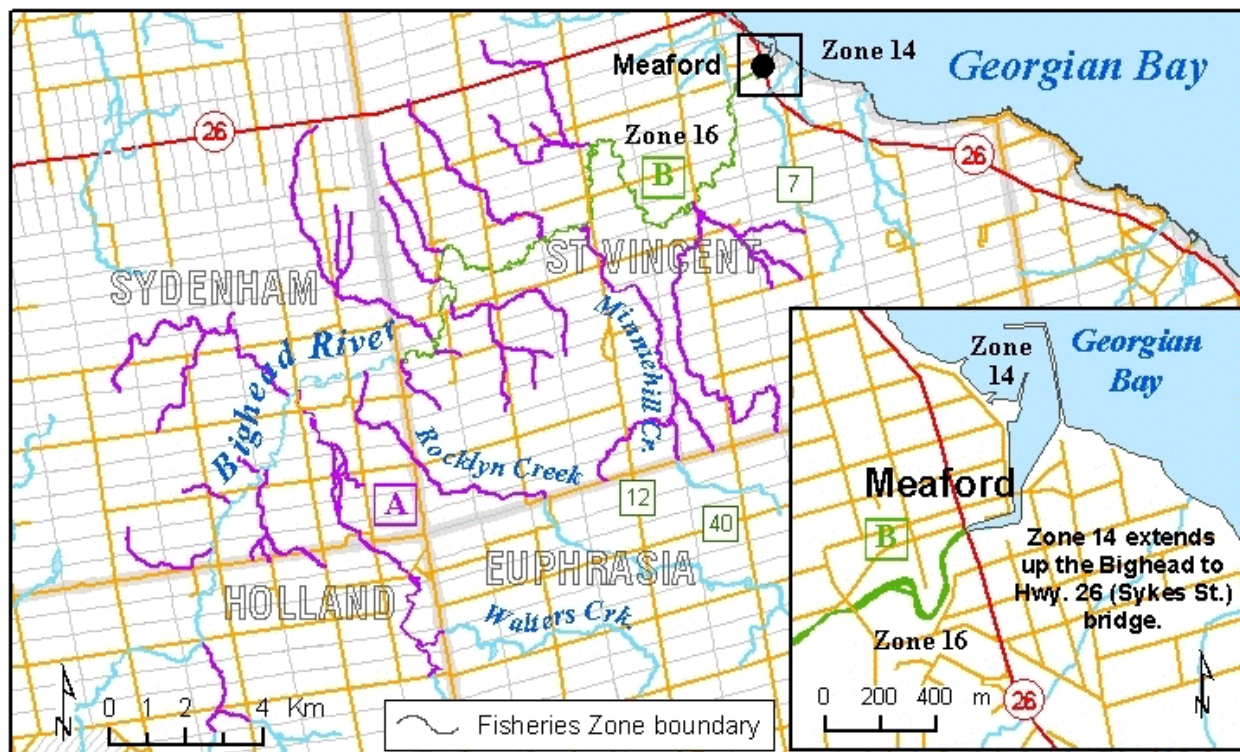 Zone 14
Georgian Bay
Meaford
26
Zone 16
26
B
7
ST VINCENT
SYDENHAM
Bighead River
Minniehill Cr.
Rocklyn Creek
A
12
40
EUPHRASIA
HOLLAND
Walters Crk.
N
0 1 2 4 Km
Fisheries Zone boundary
Zone
14
Georgian
Bay
Meaford
B
Zone 14 extends
up the Bighead to
Hwy. 26 (Sykes St.)
bridge.
Zone 16
0 200 400 m
26
N